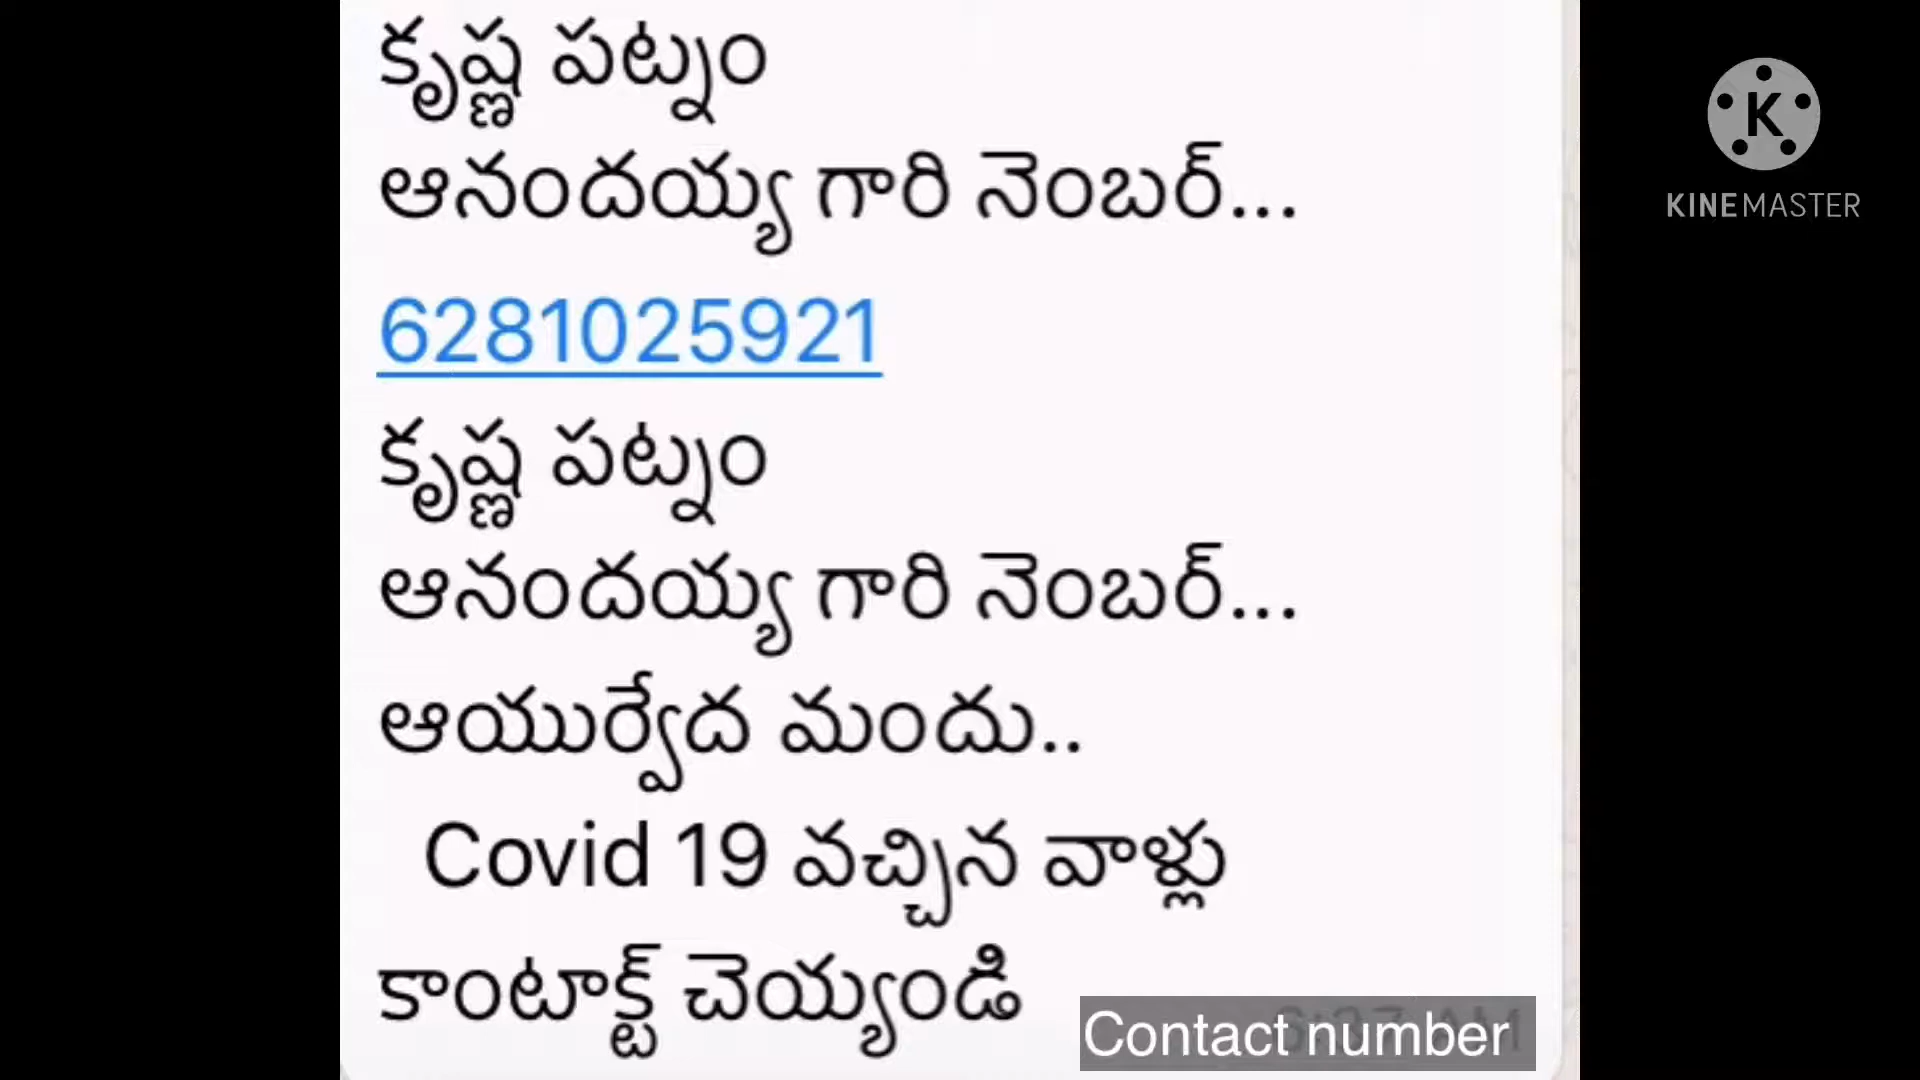 కృష్ణ పట్నం
ఆనందయ్య గారి నెంబర్...
6281025921
కృష్ణ పట్నం
ఆనందయ్య గారి నెంబర్...
ఆయుర్వేద మందు..
Covid 19 వచ్చిన వాళ్లు
కాంటాక్ట్ చెయ్యండి
Contact number
K
KINEMASTER